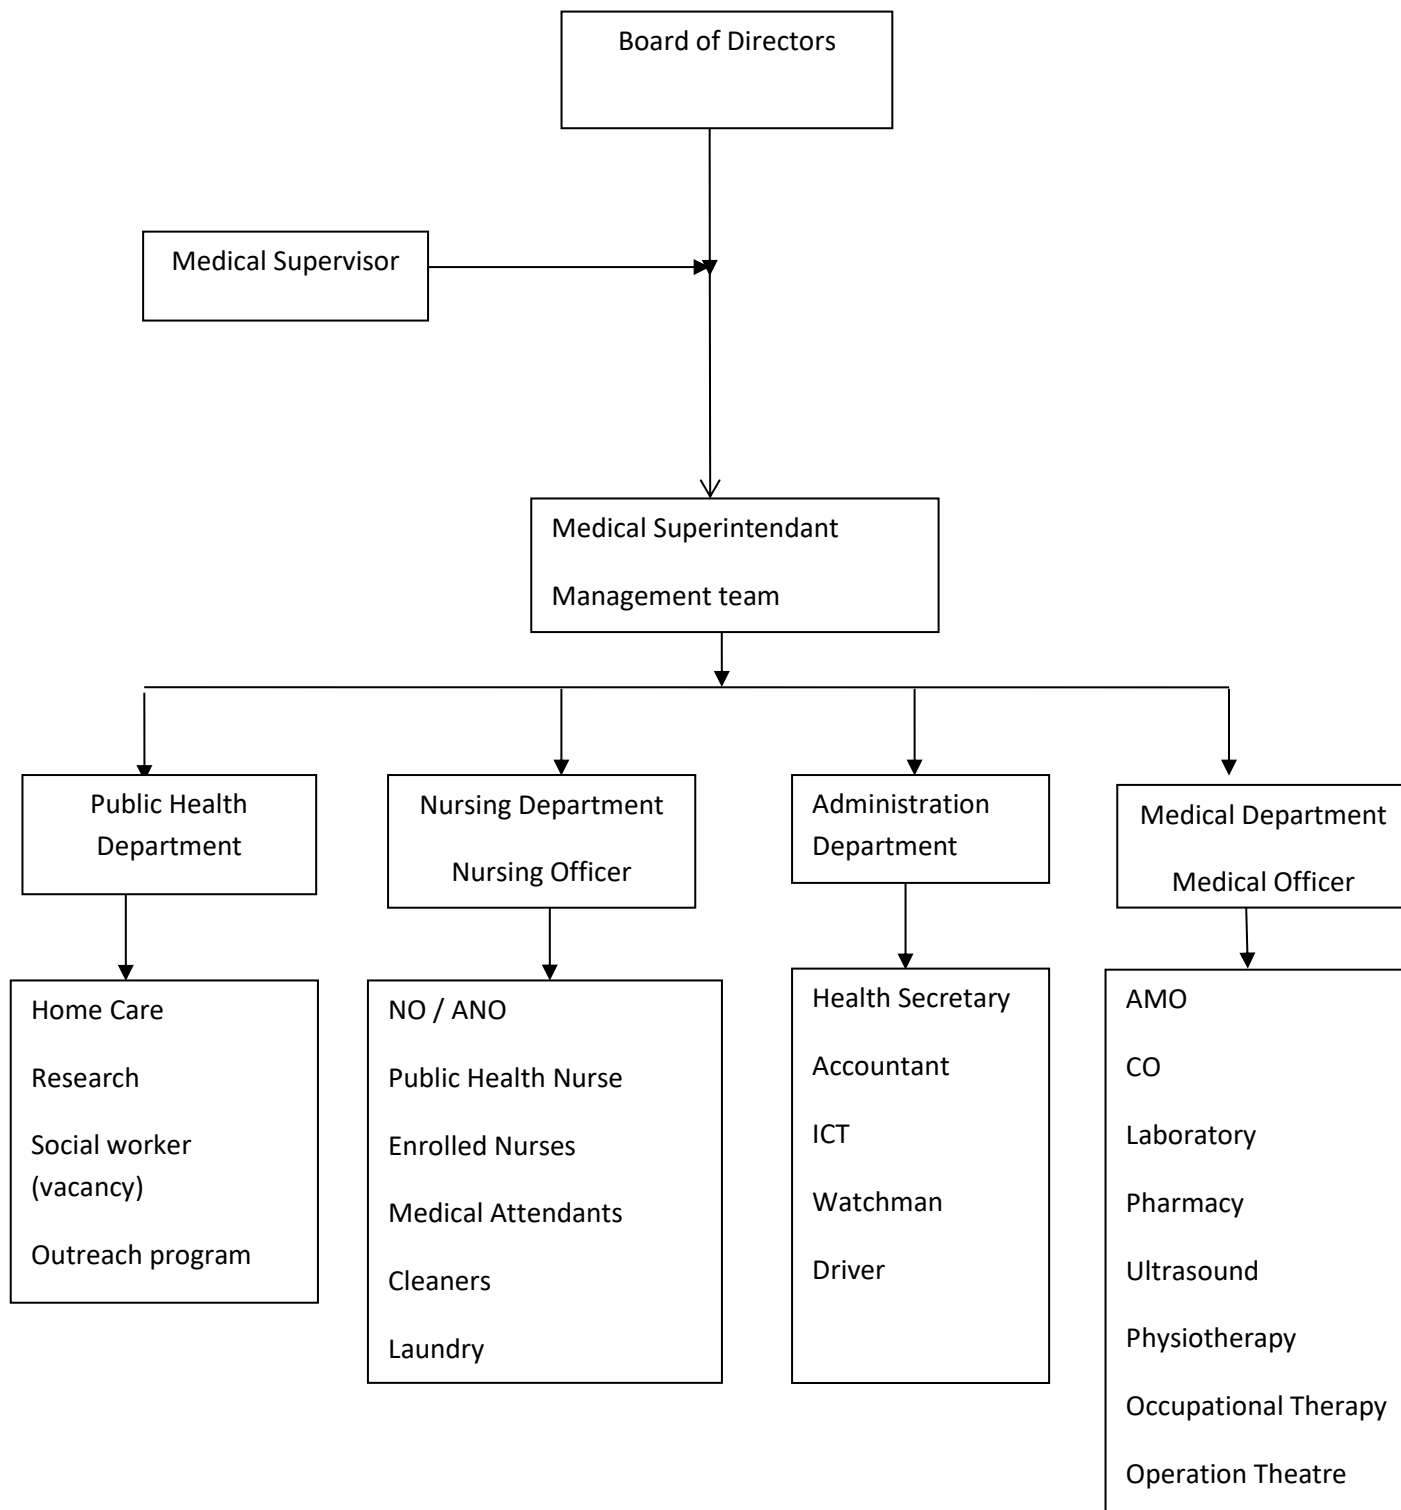 Board of Directors
Medical Supervisor
Medical Superintendant
Management team
Public Health
Department
Nursing Department
Nursing Officer
Administration
Department
Medical Department
Medical Officer
Home Care
Research
Social worker
(vacancy)
Outreach program
NO / ANO
Public Health Nurse
Enrolled Nurses
Medical Attendants
Cleaners
Laundry
Health Secretary
Accountant
ICT
Watchman
Driver
AMO
CO
Laboratory
Pharmacy
Ultrasound
Physiotherapy
Occupational Therapy
Operation Theatre